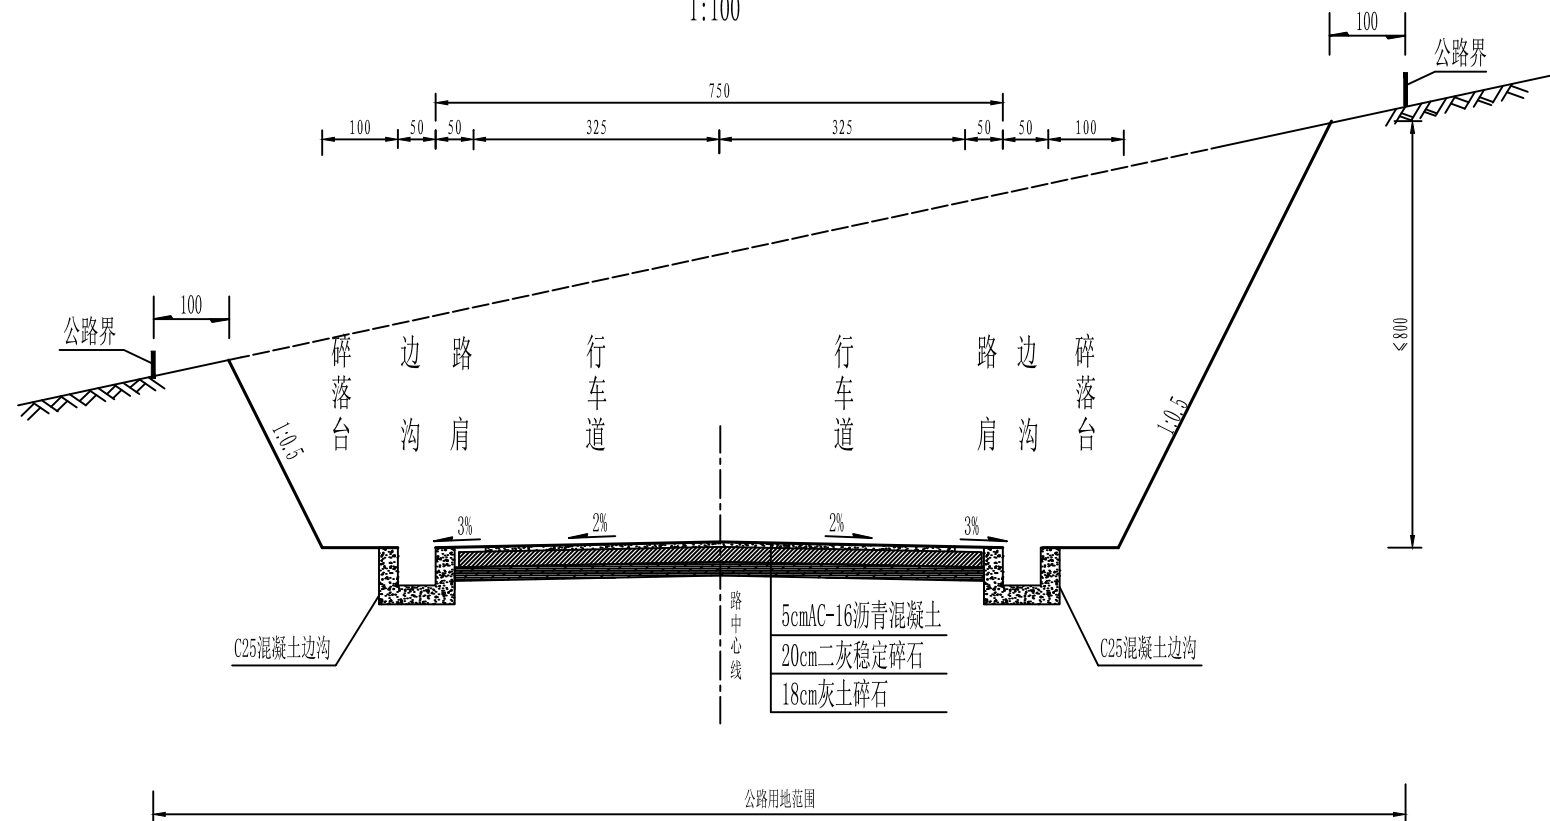 1:100
100
公路界
750
100 50 50 325 325 50 50 100
100
公路界
≤800
碎落台
边沟
路肩
行车道
行车道
路肩
边沟
碎落台
1:0.5
1:0.5
3%
2%
2%
3%
C25混凝土边沟
路中心线
5cmAC-16沥青混凝土
20cm二灰稳定碎石
18cm灰土碎石
C25混凝土边沟
公路用地范围